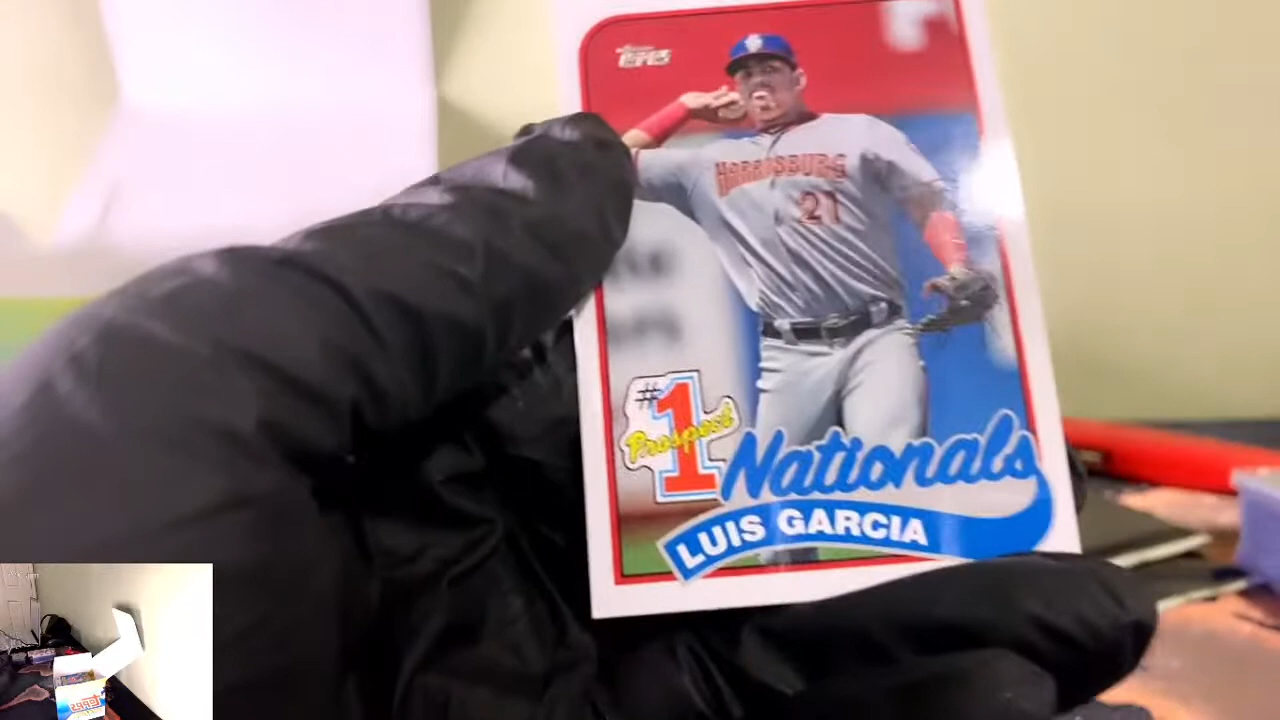 Topps
HARRISBURG
21
#1
Prospect
Nationals
LUIS GARCIA